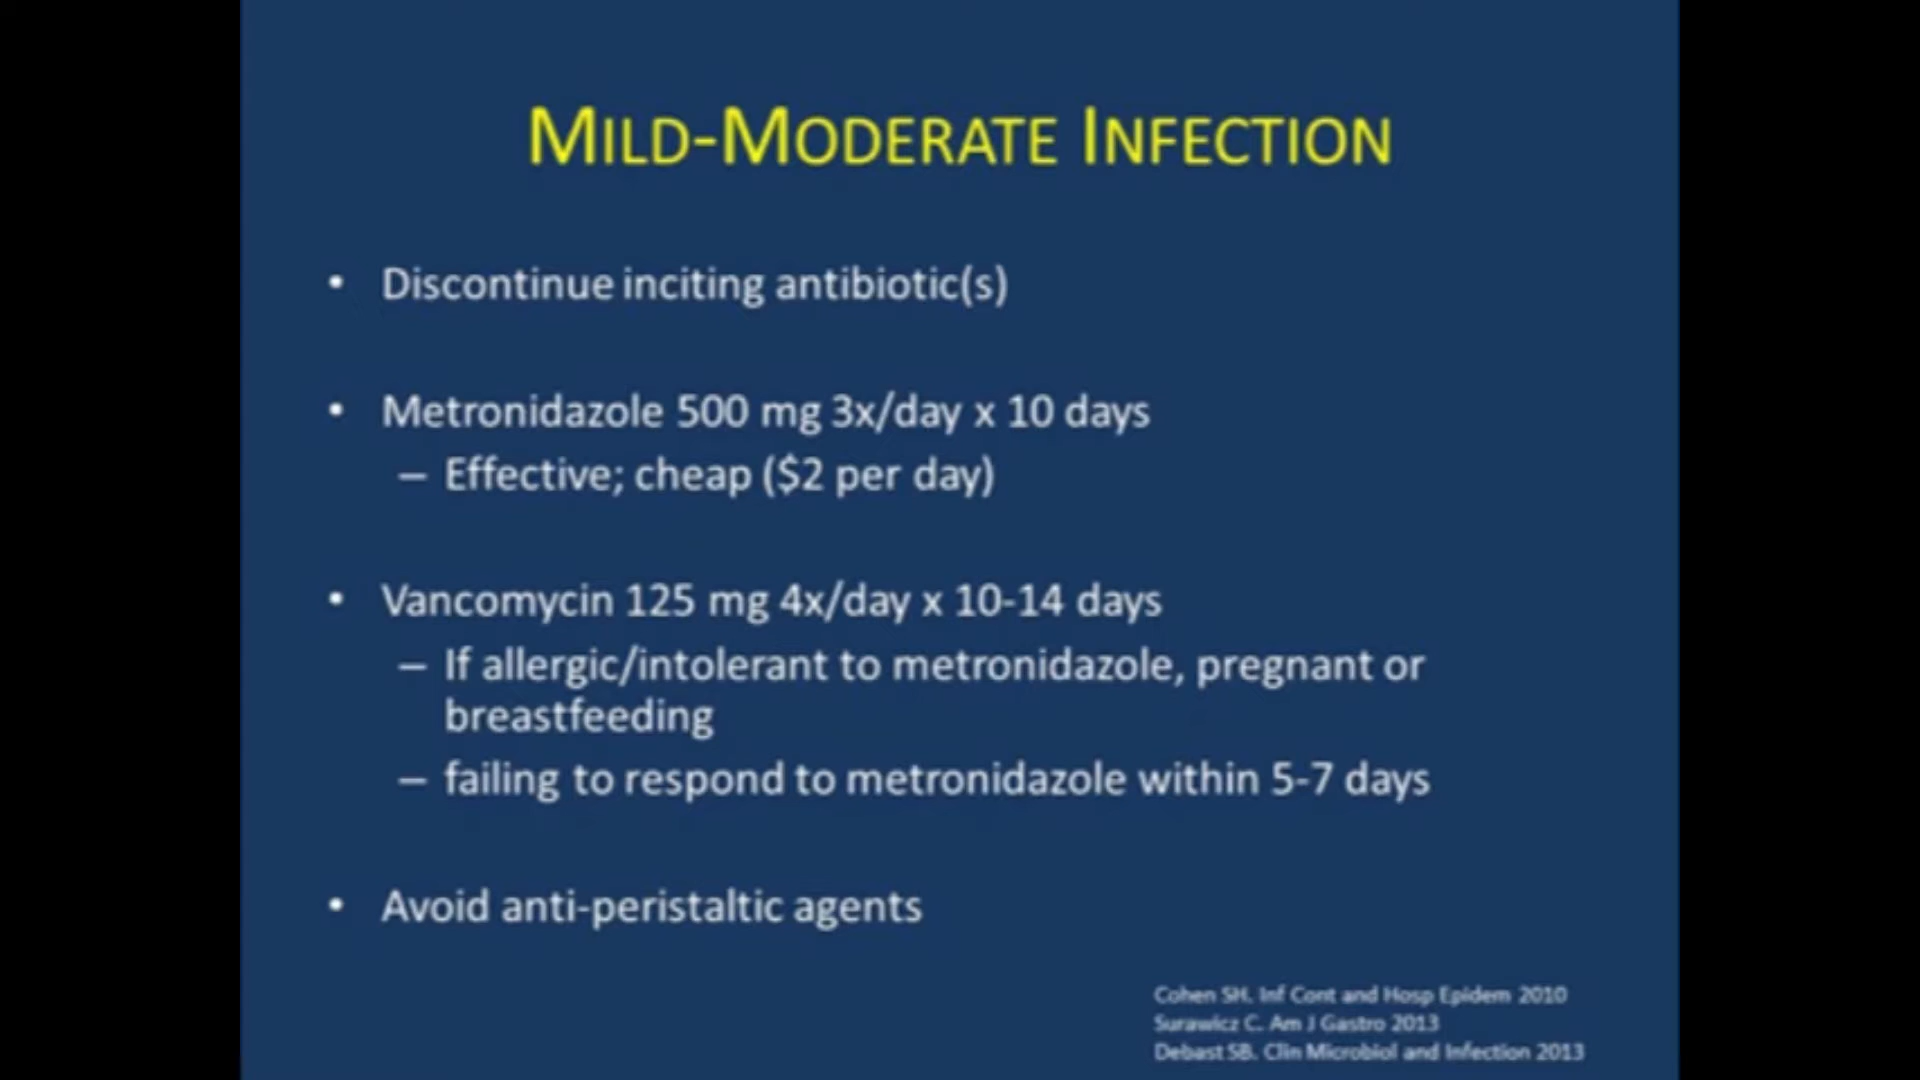 MILD-MODERATE INFECTION
• Discontinue inciting antibiotic(s)
• Metronidazole 500 mg 3x/day x 10 days
– Effective; cheap ($2 per day)
• Vancomycin 125 mg 4x/day x 10-14 days
– If allergic/intolerant to metronidazole, pregnant or
breastfeeding
– failing to respond to metronidazole within 5-7 days
• Avoid anti-peristaltic agents
Cohen SH. Inf Cont and Hosp Epidem 2010
Surawicz C. Am J Gastro 2013
Debast SB. Clin Microbiol and Infection 2013